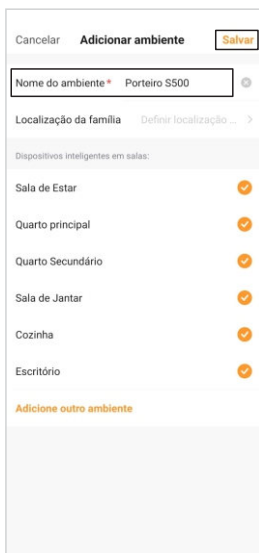 Cancelar Adicionar ambiente Salvar
Nome do ambiente * Porteiro S500
Localização da família Definir localização ...
Dispositivos inteligentes em salas:
Sala de Estar
Quarto principal
Quarto Secundário
Sala de Jantar
Cozinha
Escritório
Adicione outro ambiente